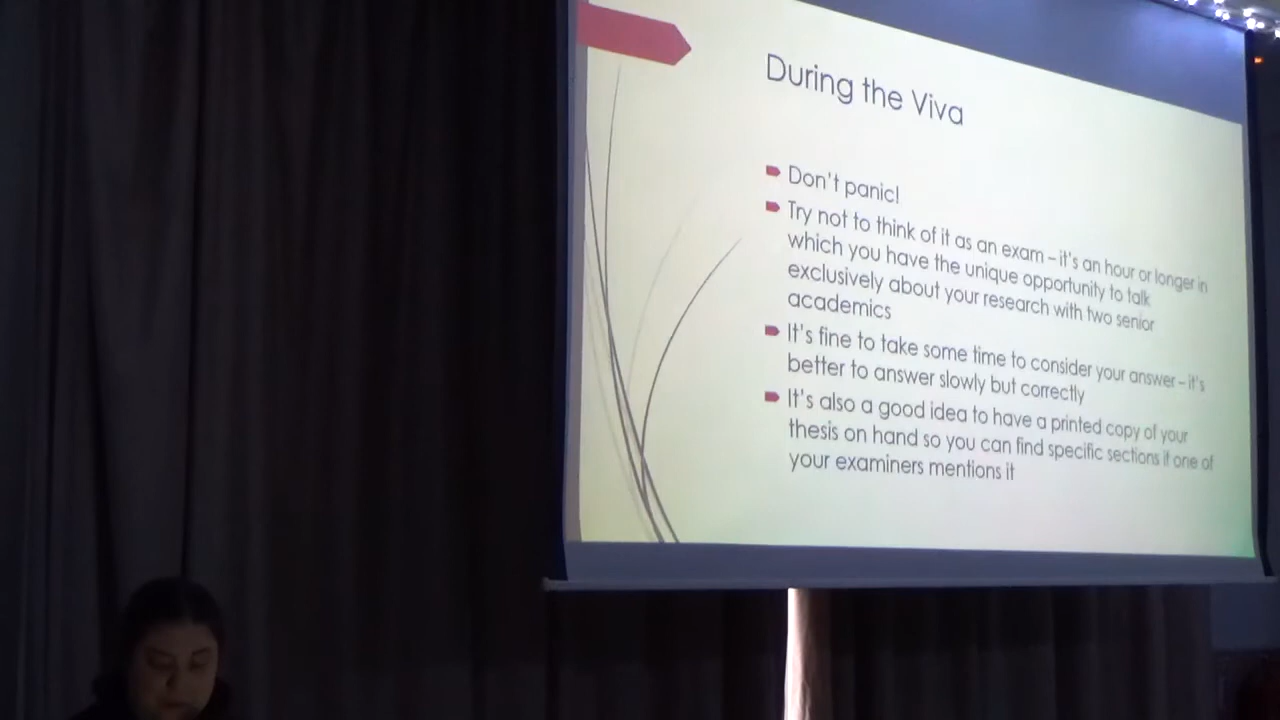 During the Viva
Don't panic!
Try not to think of it as an exam – it's an hour or longer in
which you have the unique opportunity to talk
exclusively about your research with two senior
academics
It's fine to take some time to consider your answer – it's
better to answer slowly but correctly
It's also a good idea to have a printed copy of your
thesis on hand so you can find specific sections if one of
your examiners mentions it